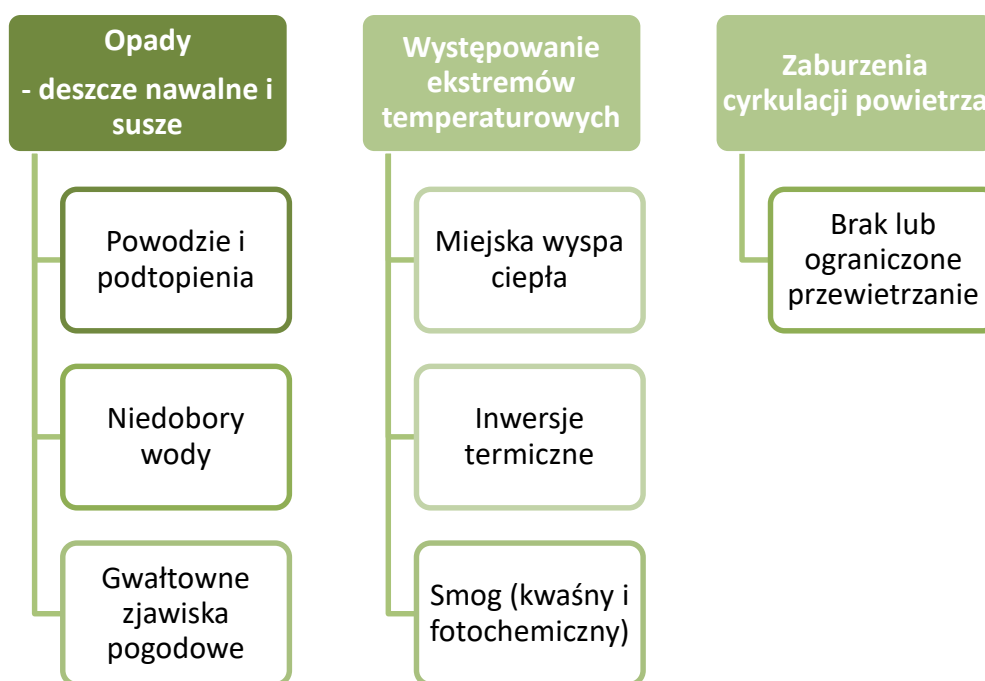 Opady
- deszcze nawalne i
susze
Powodzie i
podtopienia
Niedobory
wody
Gwałtowne
zjawiska
pogodowe
Występowanie
ekstremów
temperaturowych
Miejska wyspa
ciepła
Inwersje
termiczne
Smog (kwaśny i
fotochemiczny)
Zaburzenia
cyrkulacji powietrza
Brak lub
ograniczone
przewietrzanie